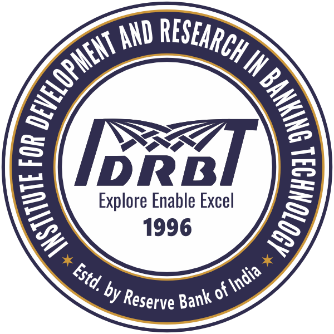 INSTITUTE FOR DEVELOPMENT AND RESEARCH IN BANKING TECHNOLOGY
IDRBT
Explore Enable Excel
1996
Estd. by Reserve Bank of India